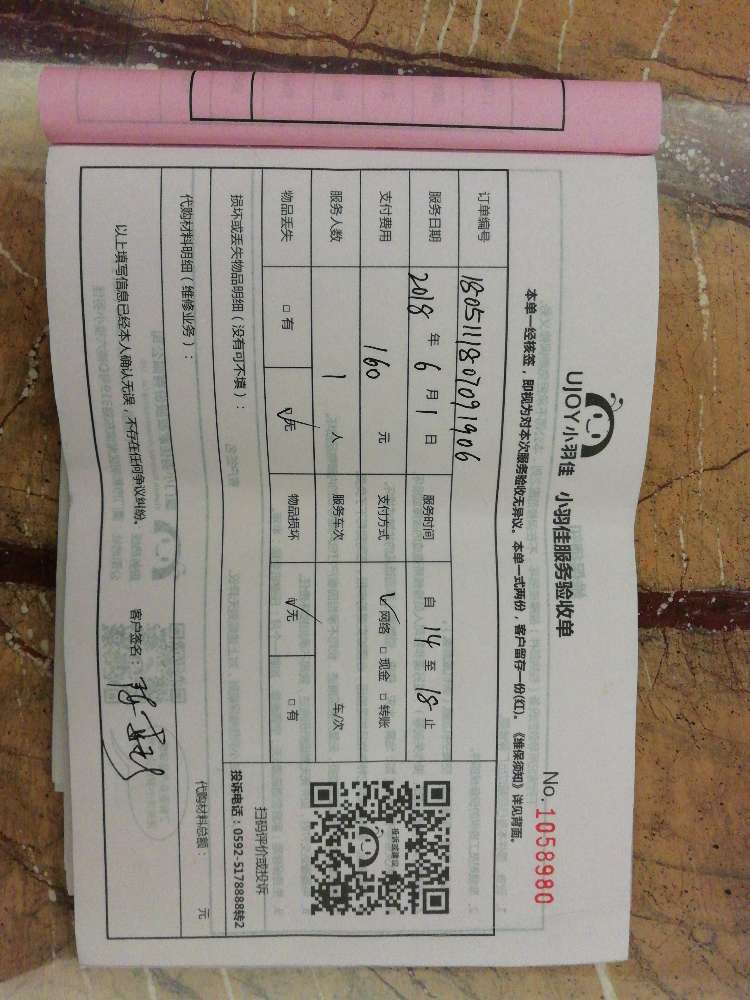 UJOY小羽佳 小羽佳服务验收单
No. 1058980
本单一经核签，即视为对本次服务验收无异议。本单一式两份，客户留存一份(红)。《维保须知》详见背面。
订单编号 1805111807091906
服务日期 2018 年 6 月 1 日 服务时间 自 14 至 18 止
支付费用 160 元 支付方式 ☑网络 □现金 □转账
服务人数 1 人 服务车次 车/次
物品丢失 □有 ☑无 物品损坏 ☑无 □有
投诉或建议
扫码评价或投诉
投诉电话：0592-5178888转2
损坏或丢失物品明细（没有可不填）：
代购材料明细（维修业务）： 代购材料总额： 元
以上填写信息已经本人确认无误，不存在任何争议纠纷。 客户签名：